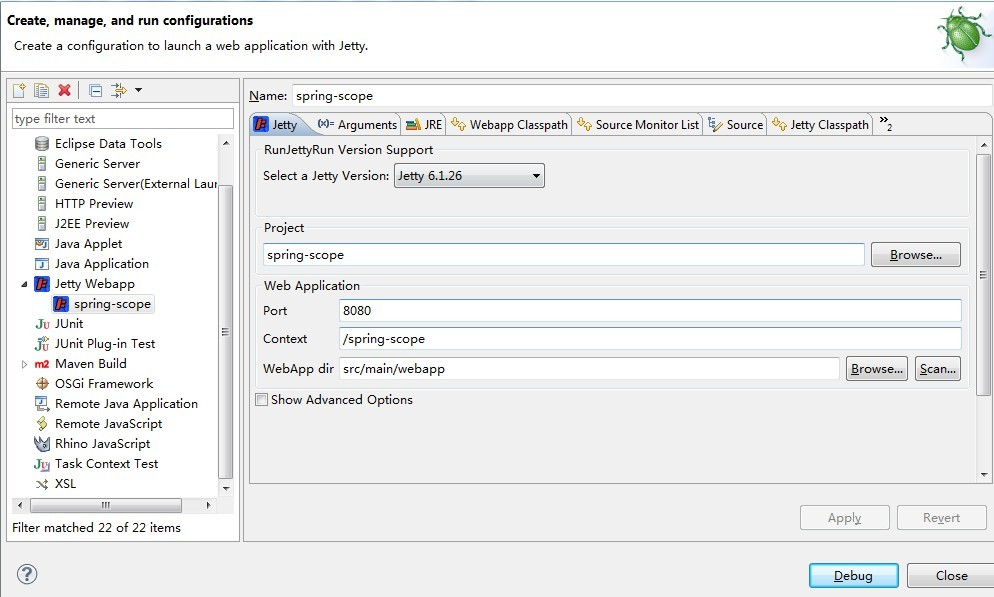 Create, manage, and run configurations
Create a configuration to launch a web application with Jetty.
type filter text
Eclipse Data Tools
Generic Server
Generic Server(External Lau
HTTP Preview
J2EE Preview
Java Applet
Java Application
Jetty Webapp
spring-scope
JUnit
JUnit Plug-in Test
Maven Build
OSGi Framework
Remote Java Application
Remote JavaScript
Rhino JavaScript
Task Context Test
XSL
Filter matched 22 of 22 items
Name: spring-scope
Jetty (x)= Arguments JRE Webapp Classpath Source Monitor List Source Jetty Classpath »2
RunJettyRun Version Support
Select a Jetty Version: Jetty 6.1.26
Project
spring-scope Browse...
Web Application
Port 8080
Context /spring-scope
WebApp dir src/main/webapp Browse... Scan...
Show Advanced Options
Apply Revert
Debug Close